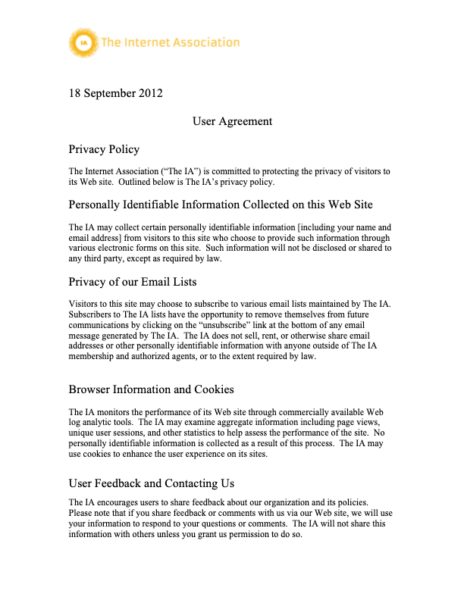 IA The Internet Association
18 September 2012
User Agreement
Privacy Policy
The Internet Association (“The IA”) is committed to protecting the privacy of visitors to
its Web site. Outlined below is The IA’s privacy policy.
Personally Identifiable Information Collected on this Web Site
The IA may collect certain personally identifiable information [including your name and
email address] from visitors to this site who choose to provide such information through
various electronic forms on this site. Such information will not be disclosed or shared to
any third party, except as required by law.
Privacy of our Email Lists
Visitors to this site may choose to subscribe to various email lists maintained by The IA.
Subscribers to The IA lists have the opportunity to remove themselves from future
communications by clicking on the “unsubscribe” link at the bottom of any email
message generated by The IA. The IA does not sell, rent, or otherwise share email
addresses or other personally identifiable information with anyone outside of The IA
membership and authorized agents, or to the extent required by law.
Browser Information and Cookies
The IA monitors the performance of its Web site through commercially available Web
log analytic tools. The IA may examine aggregate information including page views,
unique user sessions, and other statistics to help assess the performance of the site. No
personally identifiable information is collected as a result of this process. The IA may
use cookies to enhance the user experience on its sites.
User Feedback and Contacting Us
The IA encourages users to share feedback about our organization and its policies.
Please note that if you share feedback or comments with us via our Web site, we will use
your information to respond to your questions or comments. The IA will not share this
information with others unless you grant us permission to do so.